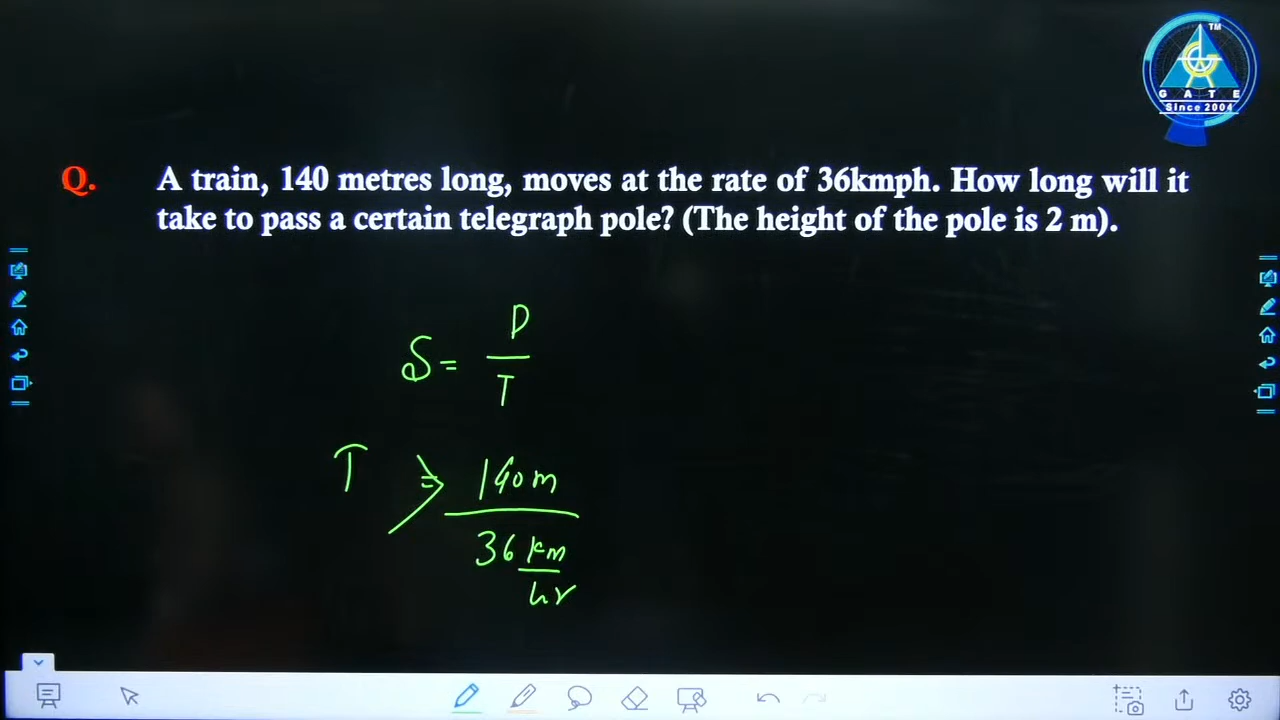 TM
GATE
Since 2004
Q. A train, 140 metres long, moves at the rate of 36kmph. How long will it
take to pass a certain telegraph pole? (The height of the pole is 2 m).
S = D
T
T = 140m
36 km
hr